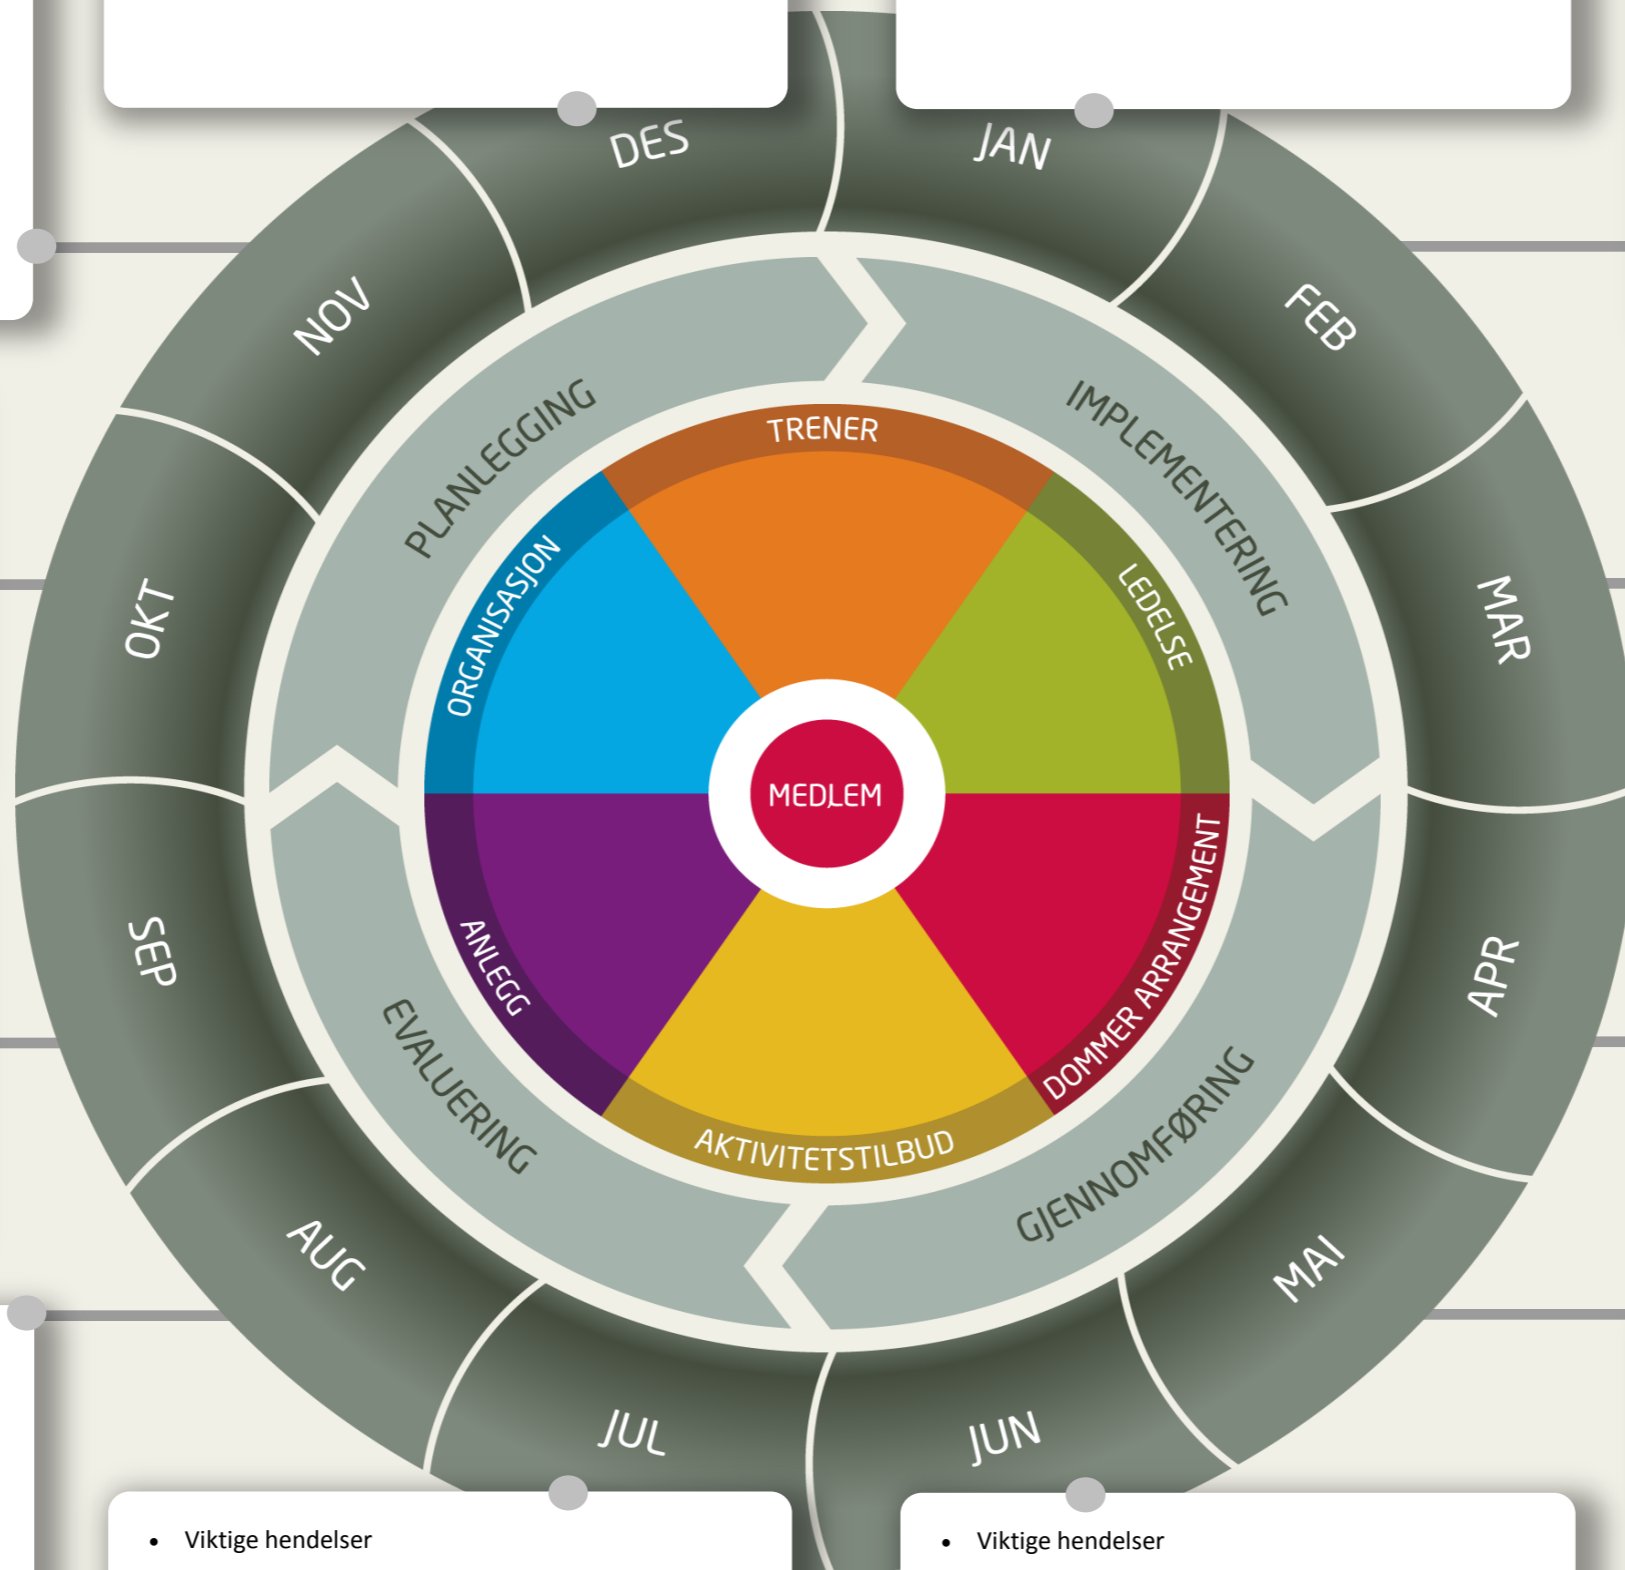 DES
JAN
NOV
FEB
PLANLEGGING
IMPLEMENTERING
TRENER
ORGANISASJON
LEDELSE
OKT
MAR
MEDLEM
SEP
APR
ANLEGG
DOMMER ARRANGEMENT
EVALUERING
GJENNOMFØRING
AKTIVITETSTILBUD
AUG
MAI
JUL
JUN
• Viktige hendelser
• Viktige hendelser